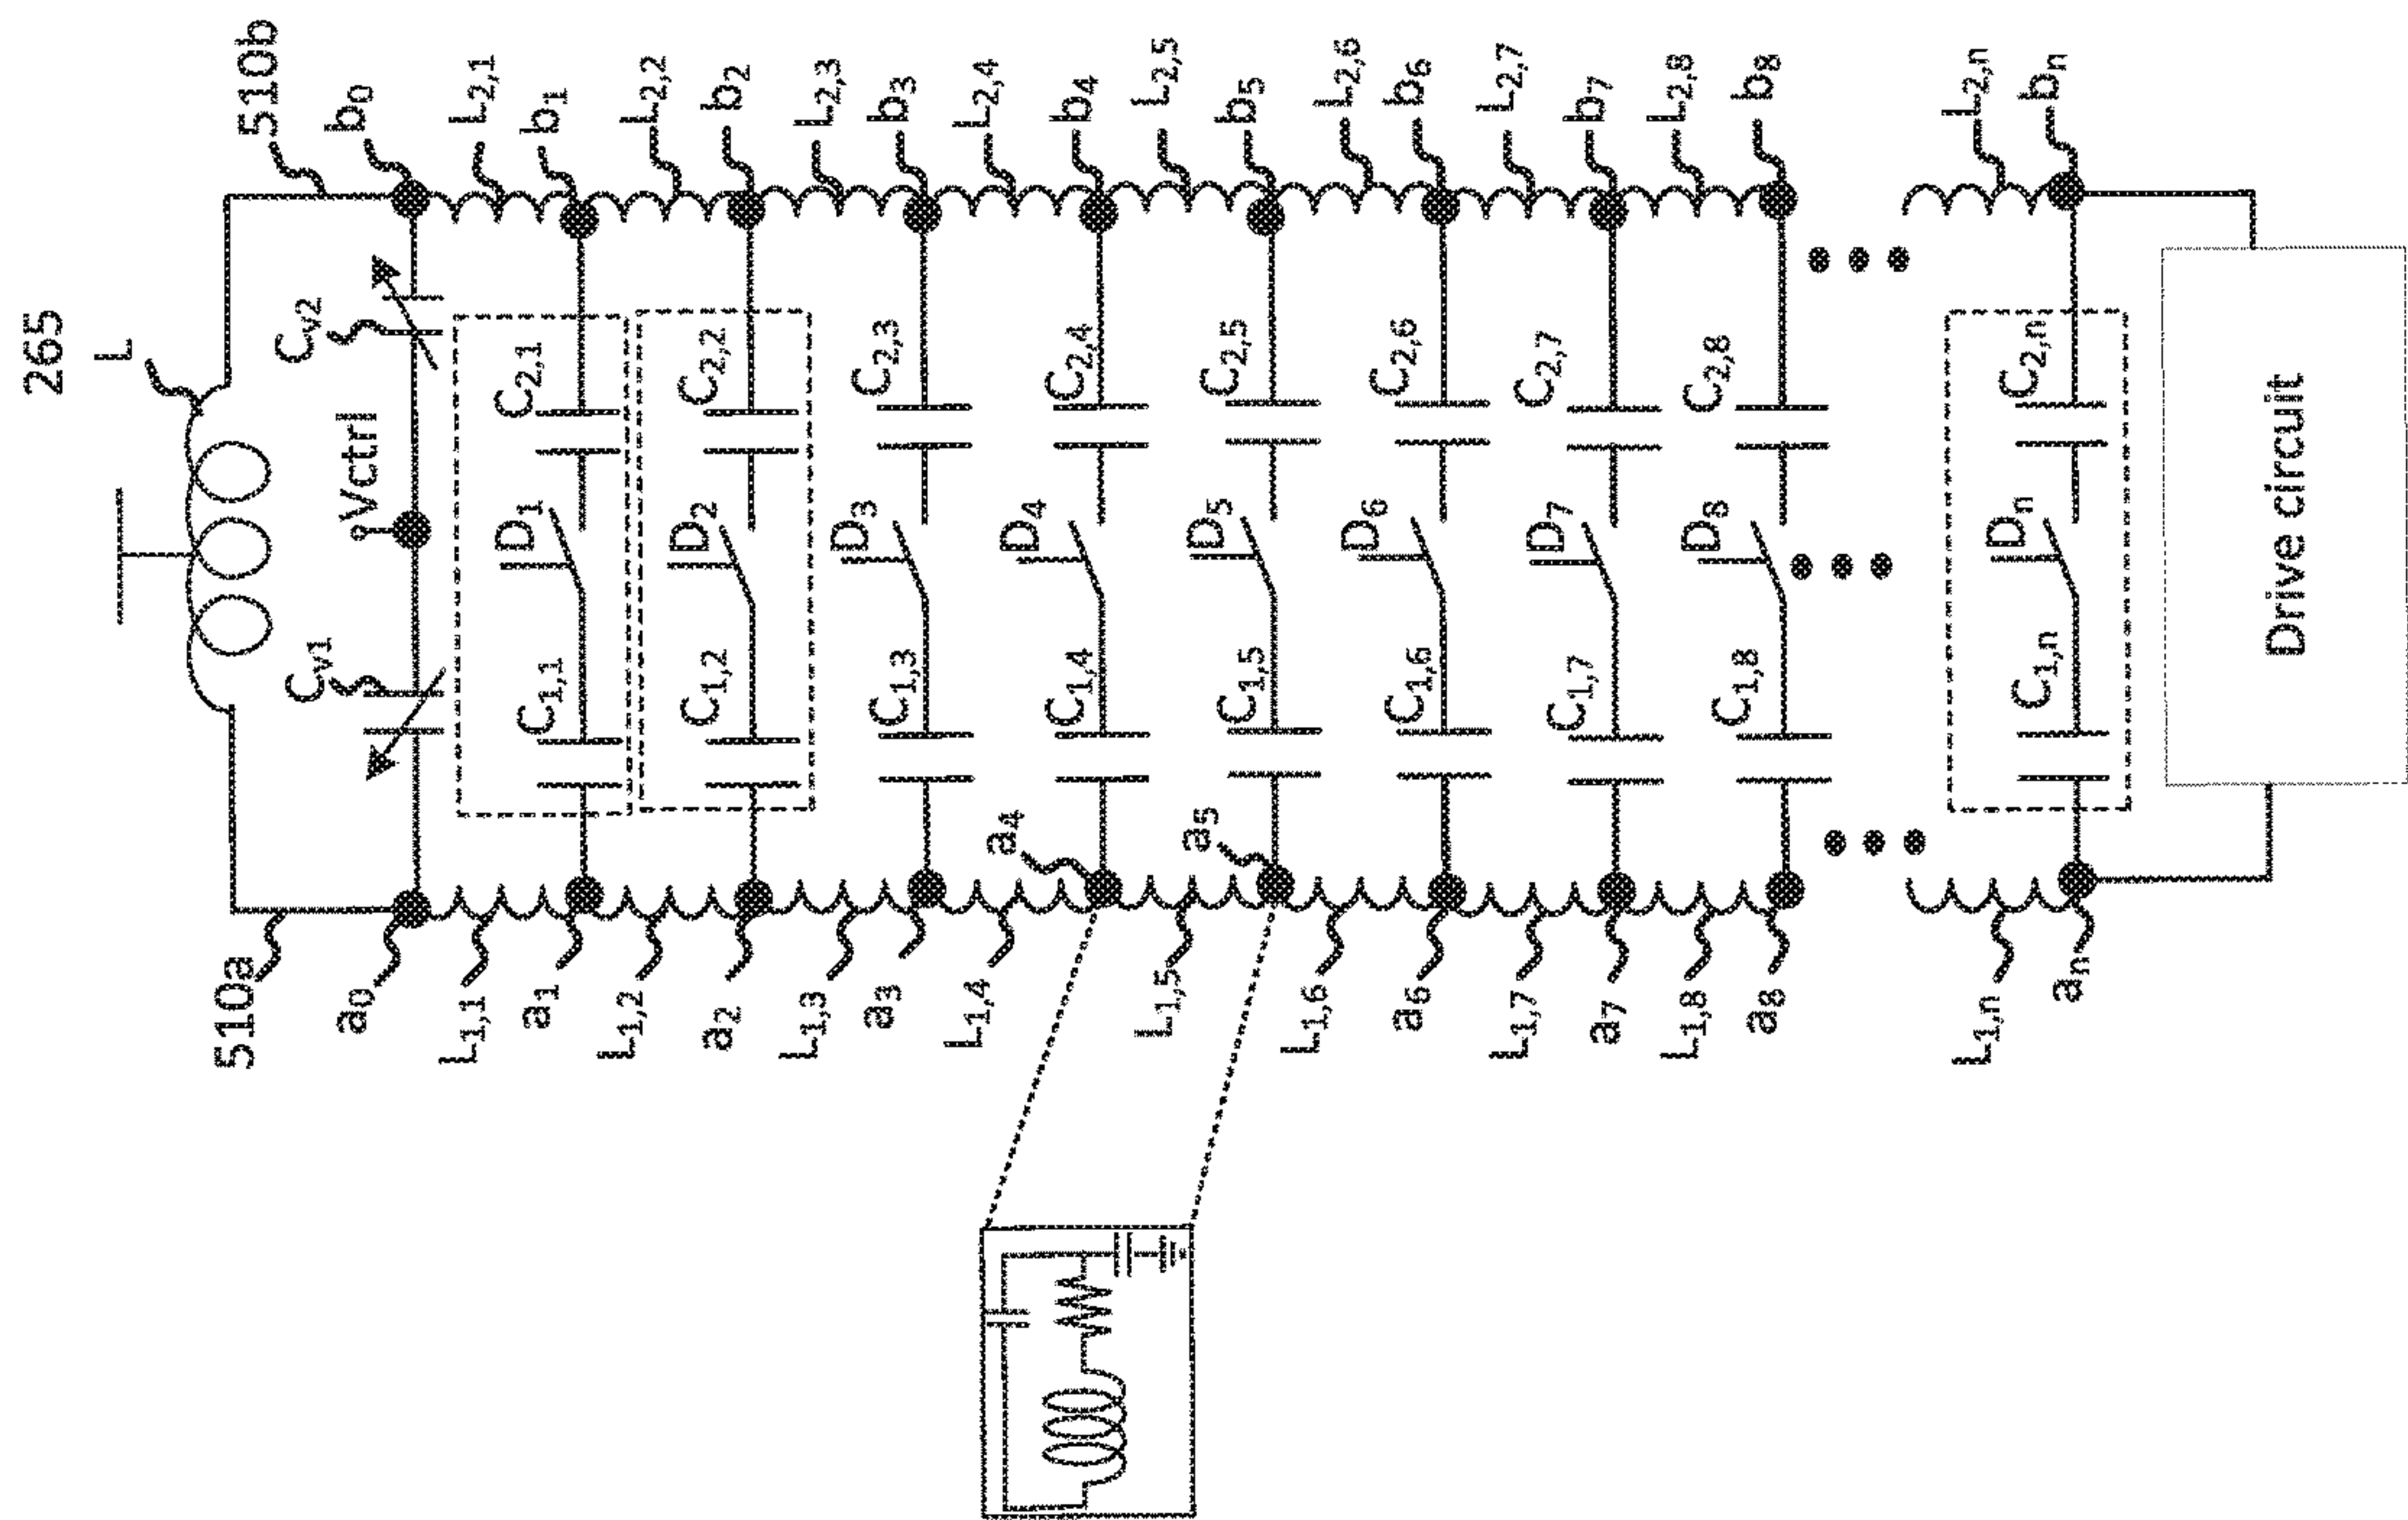 265
L
510b
b0
L2,1
b1
L2,2
b2
L2,3
b3
L2,4
b4
L2,5
b5
L2,6
b6
L2,7
b7
L2,8
b8
L2,n
bn
Cv2
Vctrl
Cv1
C2,1
C2,2
C2,3
C2,4
C2,5
C2,6
C2,7
C2,8
C2,n
D1
D2
D3
D4
D5
D6
D7
D8
Dn
C1,1
C1,2
C1,3
C1,4
C1,5
C1,6
C1,7
C1,8
C1,n
Drive circuit
a4
a5
510a
a0
L1,1
a1
L1,2
a2
L1,3
a3
L1,4
L1,5
L1,6
a6
L1,7
a7
L1,8
a8
L1,n
an